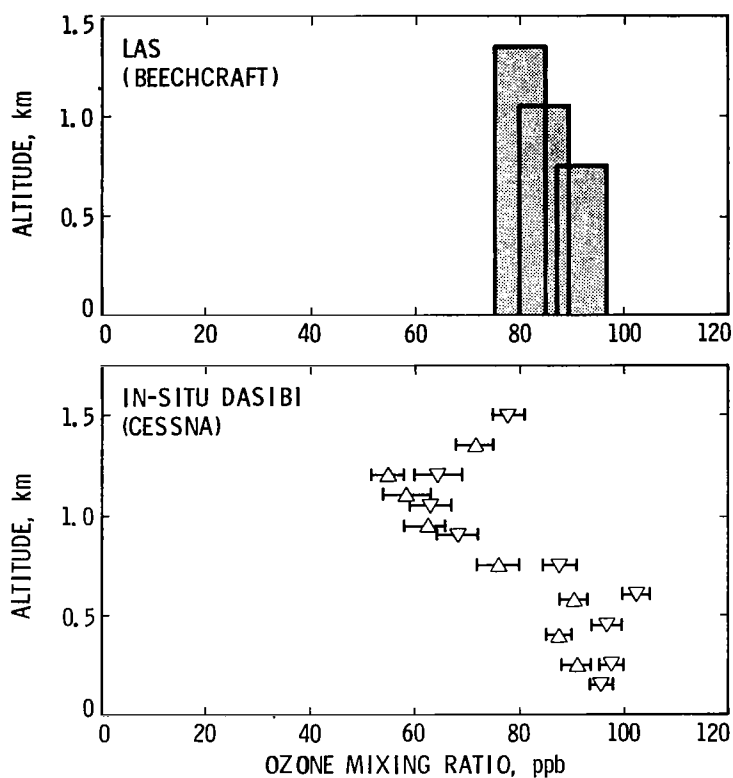 LAS
(BEECHCRAFT)
ALTITUDE, km
1.5
1.0
0.5
0
0 20 40 60 80 100 120
IN-SITU DASIBI
(CESSNA)
ALTITUDE, km
1.5
1.0
0.5
0
0 20 40 60 80 100 120
OZONE MIXING RATIO, ppb